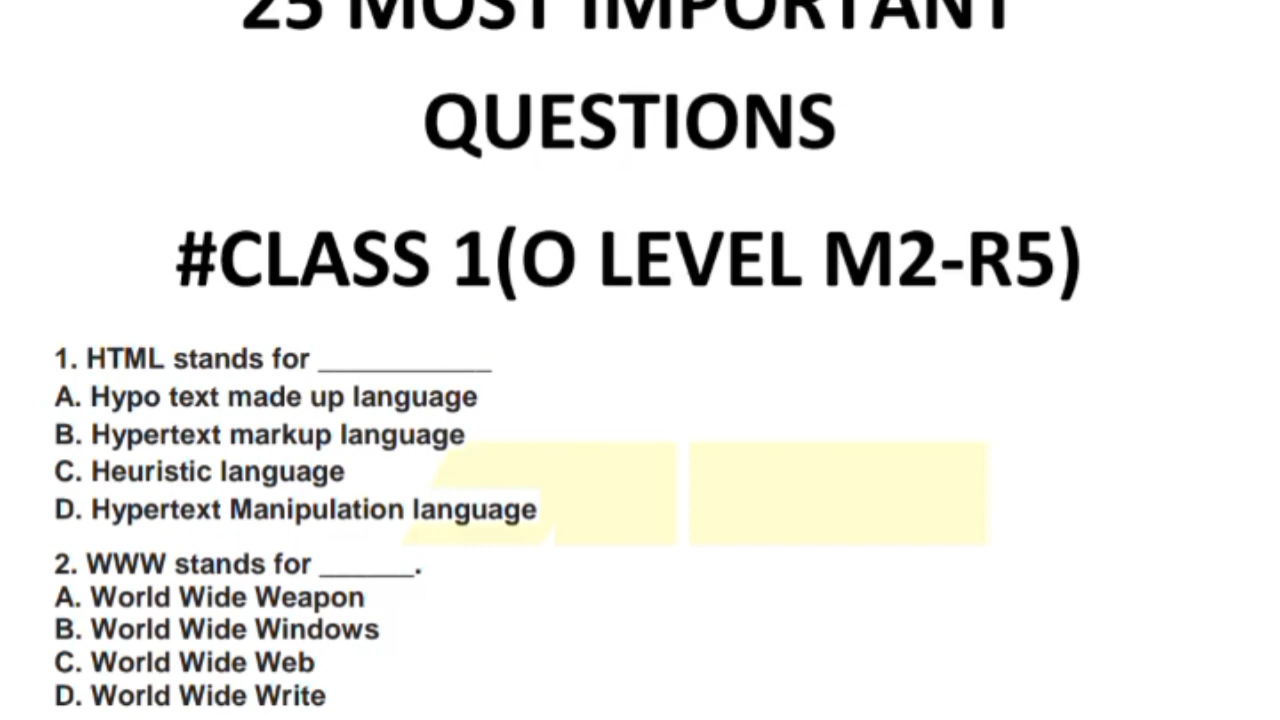 25 MOST IMPORTANT
QUESTIONS
#CLASS 1(O LEVEL M2-R5)
1. HTML stands for ___________
A. Hypo text made up language
B. Hypertext markup language
C. Heuristic language
D. Hypertext Manipulation language
2. WWW stands for ______.
A. World Wide Weapon
B. World Wide Windows
C. World Wide Web
D. World Wide Write